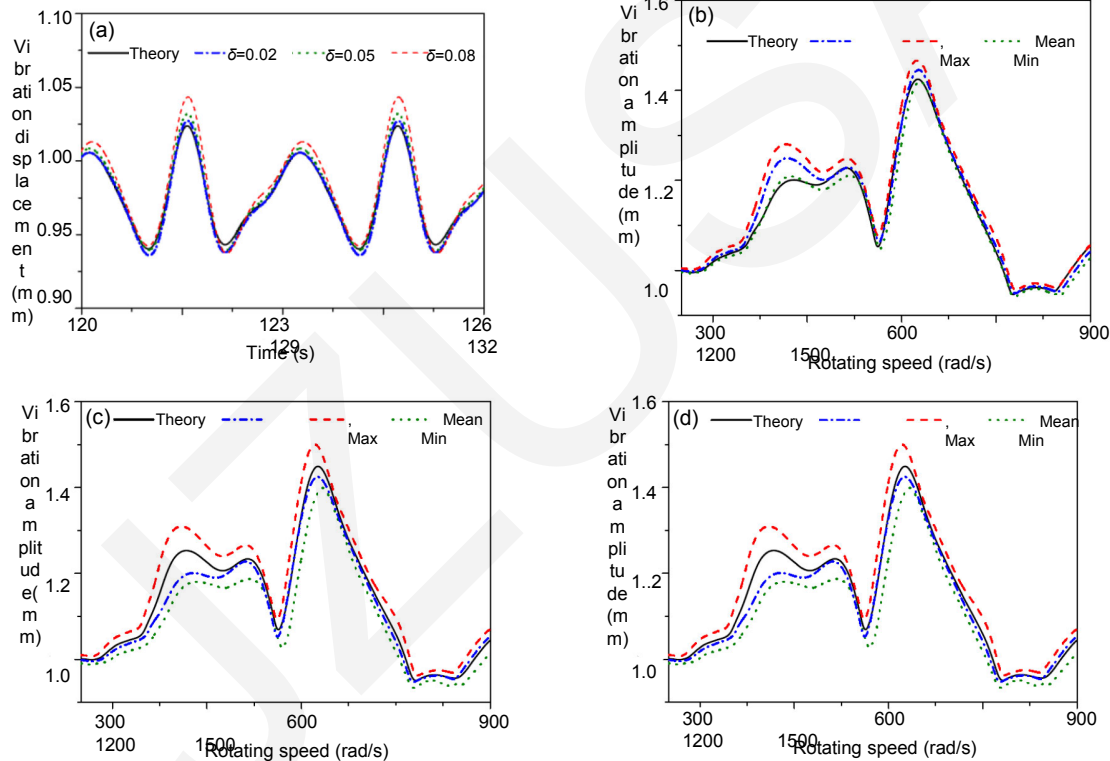 (a)
Theory δ=0.02 δ=0.05 δ=0.08
1.10
1.05
1.00
0.95
0.90
Vi
br
ati
on
di
sp
la
ce
m
en
t
(m
m)
120 123 126
129 132
Time (s)
(b)
Theory , Mean
Max Min
1.6
1.4
1.2
1.0
Vi
br
ati
on
a
m
plitu
de
(m
m)
300 600 900
1200 1500
Rotating speed (rad/s)
(c)
Theory , Mean
Max Min
1.6
1.4
1.2
1.0
Vi
br
ati
on
a
m
plit
ud
e(
m
m)
300 600 900
1200 1500
Rotating speed (rad/s)
(d)
Theory , Mean
Max Min
1.6
1.4
1.2
1.0
Vi
br
ati
on
a
m
pli
tu
de
(m
m)
300 600 900
1200 1500
Rotating speed (rad/s)